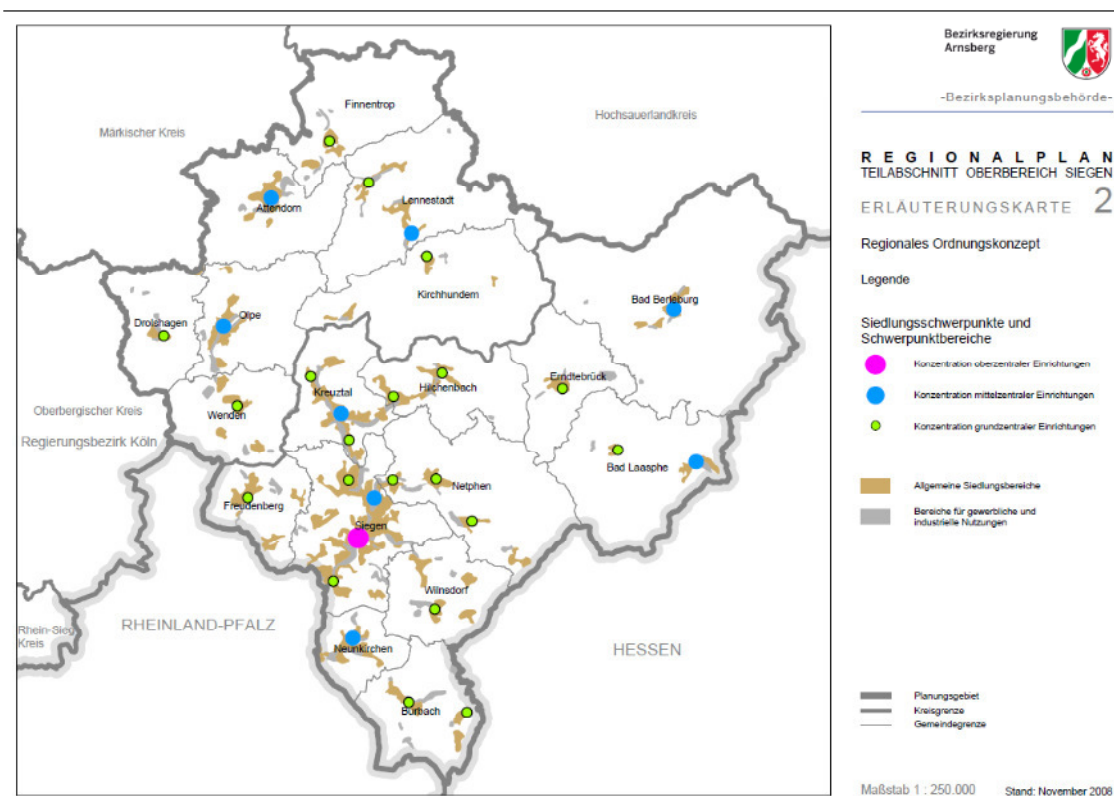 Bezirksregierung
Arnsberg
-Bezirksplanungsbehörde-
REGIONALPLAN
TEILABSCHNITT OBERBEREICH SIEGEN
ERLÄUTERUNGSKARTE 2
Regionales Ordnungskonzept
Legende
Siedlungsschwerpunkte und
Schwerpunktbereiche
Konzentration oberzentraler Einrichtungen
Konzentration mittelzentraler Einrichtungen
Konzentration grundzentraler Einrichtungen
Allgemeine Siedlungsbereiche
Bereiche für gewerbliche und
industrielle Nutzungen
Planungsgebiet
Kreisgrenze
Gemeindegrenze
Maßstab 1 : 250.000 Stand: November 2008
Finnentrop
Märkischer Kreis
Hochsauerlandkreis
Attendorn
Lennestadt
Kirchhundem
Bad Berleburg
Olpe
Drolshagen
Kreuztal
Hilchenbach
Erndtebrück
Wenden
Oberbergischer Kreis
Regierungsbezirk Köln
Bad Laasphe
Netphen
Freudenberg
Siegen
Wilnsdorf
RHEINLAND-PFALZ
Rhein-Sieg
Kreis
HESSEN
Neunkirchen
Burbach